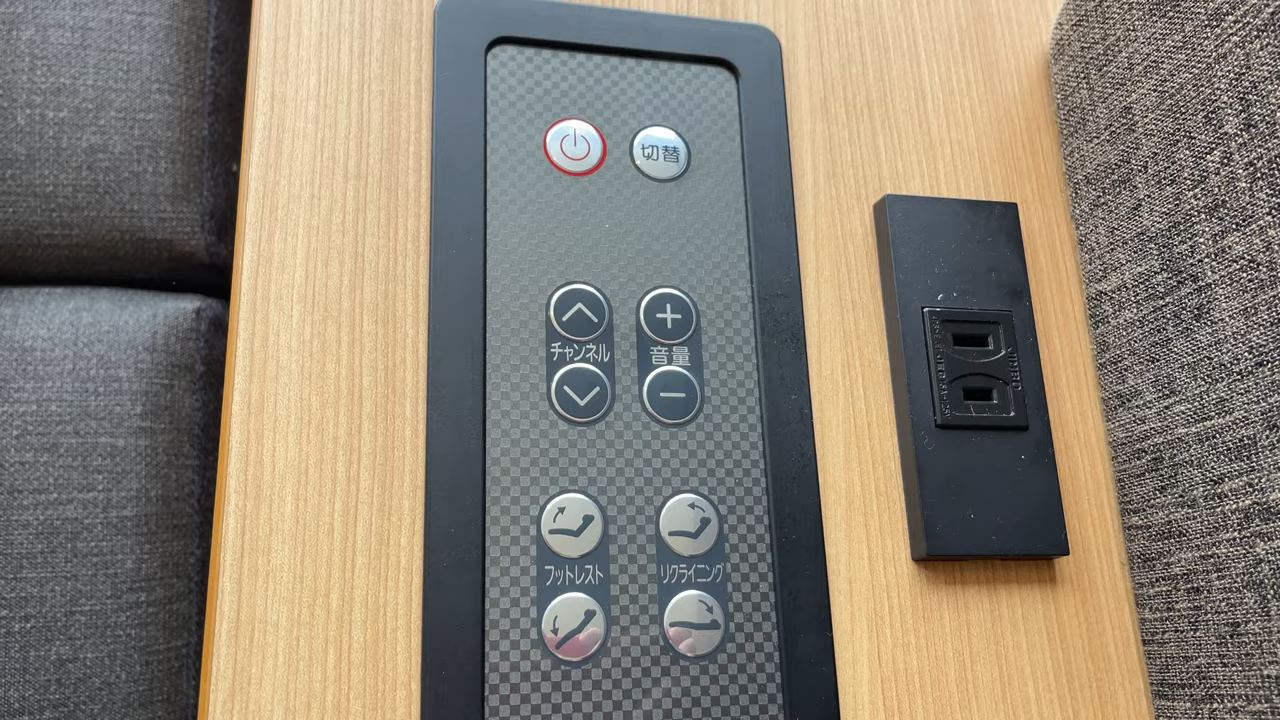 切替
チャンネル
音量
フットレスト
リクライニング